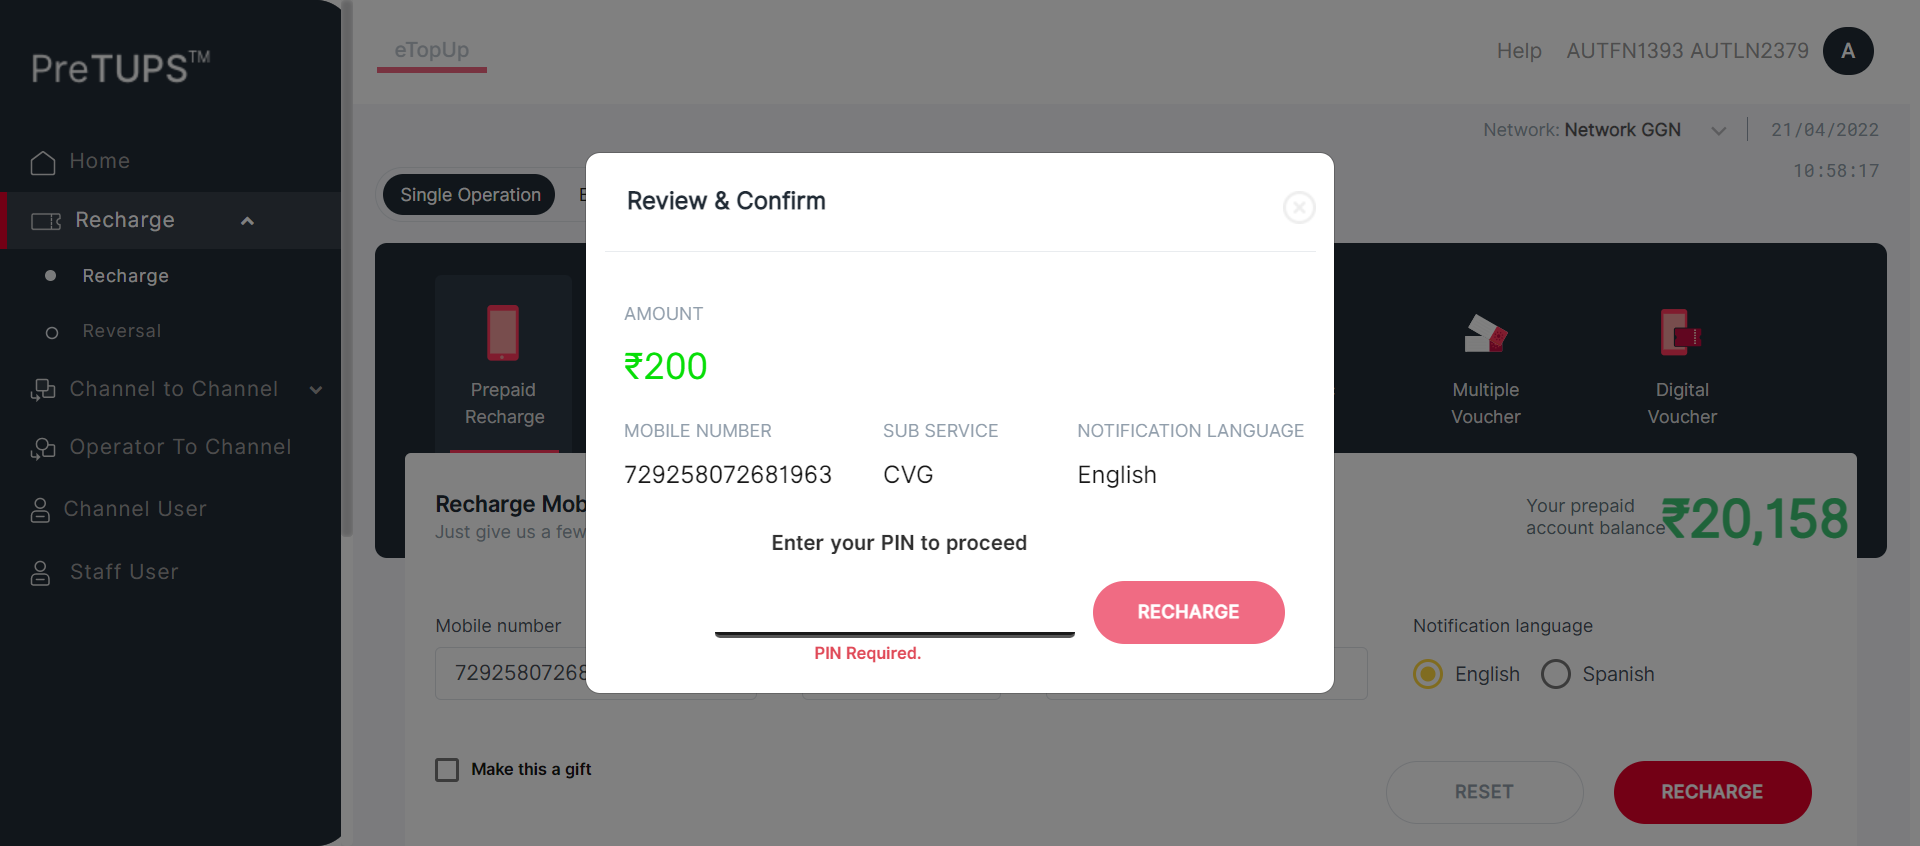 PreTUPS™
Home
Recharge
Recharge
Reversal
Channel to Channel
Operator To Channel
Channel User
Staff User
eTopUp
Help AUTFN1393 AUTLN2379 A
Network: Network GGN 21/04/2022
10:58:17
Single Operation
Prepaid
Recharge
Multiple
Voucher
Digital
Voucher
Recharge Mob
Just give us a few
Your prepaid
account balance ₹20,158
Mobile number
7292580726
Notification language
English Spanish
Make this a gift
RESET RECHARGE
Review & Confirm
AMOUNT
₹200
MOBILE NUMBER SUB SERVICE NOTIFICATION LANGUAGE
729258072681963 CVG English
Enter your PIN to proceed
RECHARGE
PIN Required.